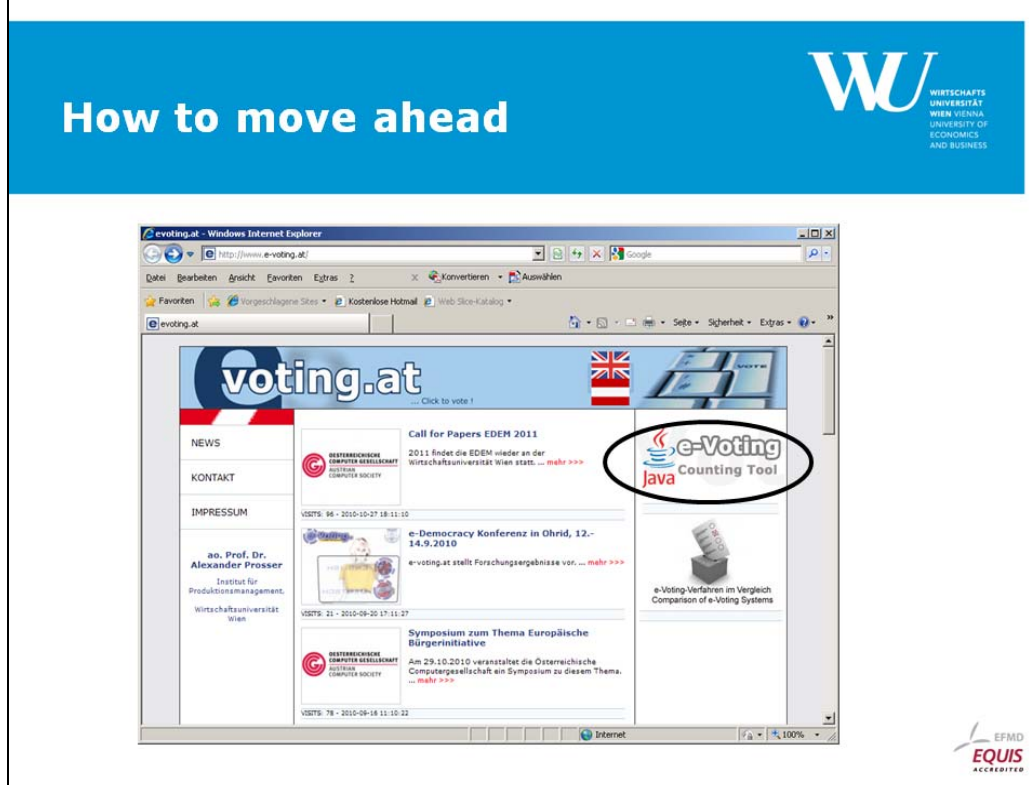 How to move ahead
WU
WIRTSCHAFTS
UNIVERSITÄT
WIEN VIENNA
UNIVERSITY OF
ECONOMICS
AND BUSINESS
evoting.at - Windows Internet Explorer
http://www.e-voting.at/
Google
Datei Bearbeiten Ansicht Favoriten Extras ?
x Konvertieren Auswählen
Favoriten Vorgeschlagene Sites Kostenlose Hotmail Web Slice-Katalog
evoting.at
Seite Sicherheit Extras
e voting.at
... Click to vote !
VOTE
NEWS
KONTAKT
IMPRESSUM
ao. Prof. Dr.
Alexander Prosser
Institut für
Produktionsmanagement,
Wirtschaftsuniversität
Wien
OESTERREICHISCHE
COMPUTER GESELLSCHAFT
AUSTRIAN
COMPUTER SOCIETY
Call for Papers EDEM 2011
2011 findet die EDEM wieder an der
Wirtschaftsuniversität Wien statt. ... mehr >>>
VISITS: 96 - 2010-10-27 18:11:10
e-Voting
e-Democracy Konferenz in Ohrid, 12.-
14.9.2010
e-voting.at stellt Forschungsergebnisse vor. ... mehr >>>
VISITS: 21 - 2010-09-20 17:11:27
OESTERREICHISCHE
COMPUTER GESELLSCHAFT
AUSTRIAN
COMPUTER SOCIETY
Symposium zum Thema Europäische
Bürgerinitiative
Am 29.10.2010 veranstaltet die Österreichische
Computergesellschaft ein Symposium zu diesem Thema.
... mehr >>>
VISITS: 78 - 2010-09-16 11:10:22
e-Voting
Counting Tool
Java
e-Voting-Verfahren im Vergleich
Comparison of e-Voting Systems
Internet
100%
EFMD
EQUIS
ACCREDITED